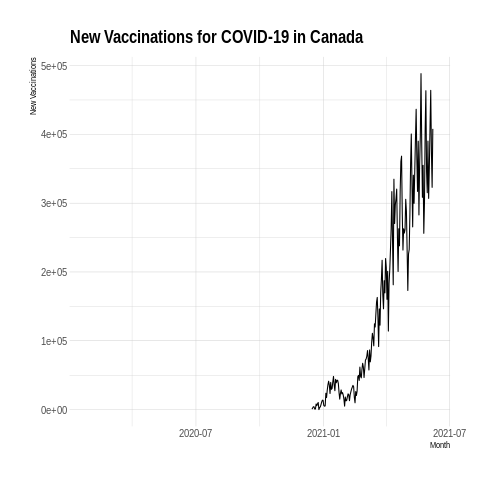 New Vaccinations for COVID-19 in Canada
New Vaccinations
5e+05
4e+05
3e+05
2e+05
1e+05
0e+00
2020-07
2021-01
2021-07
Month